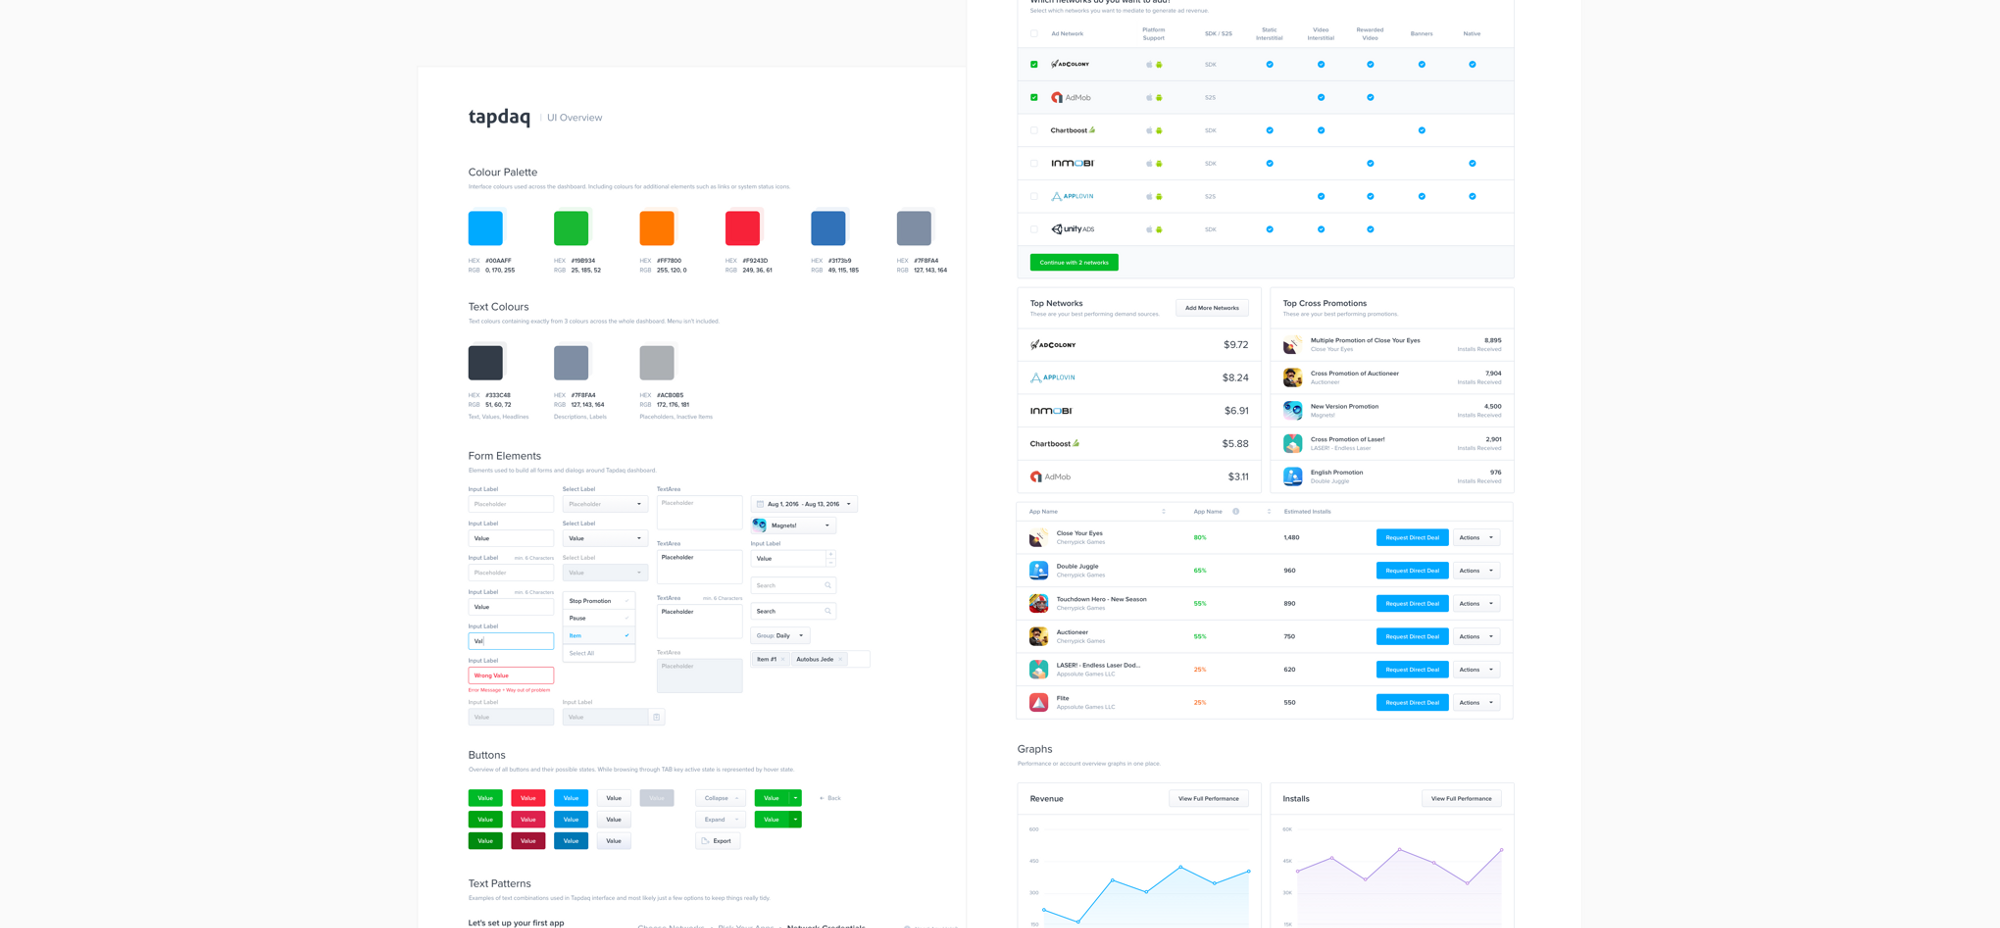 tapdaq | UI Overview
Colour Palette
Interface colours used across the dashboard. Including colours for additional elements such as links or system status icons.
HEX #00AAFF
RGB 0, 170, 255
HEX #19B934
RGB 25, 185, 52
HEX #FF7800
RGB 255, 120, 0
HEX #F9243D
RGB 249, 36, 61
HEX #3173b9
RGB 49, 115, 185
HEX #7F8FA4
RGB 127, 143, 164
Text Colours
Text colours containing exactly from 3 colours across the whole dashboard. Menu isn't included.
HEX #333C48
RGB 51, 60, 72
Text, Values, Headlines
HEX #7F8FA4
RGB 127, 143, 164
Descriptions, Labels
HEX #ACB0B5
RGB 172, 176, 181
Placeholders, Inactive Items
Form Elements
Elements used to build all forms and dialogs around Tapdaq dashboard.
Input Label
Placeholder
Input Label
Value
Input Label min. 6 Characters
Placeholder
Input Label min. 6 Characters
Value
Input Label
Val
Input Label
Wrong Value
Error Message + Way out of problem
Input Label
Value
Select Label
Placeholder
Select Label
Value
Select Label
Value
Stop Promotion
Pause
Item
Select All
Input Label
Value
TextArea
Placeholder
TextArea
Placeholder
TextArea min. 6 Characters
Placeholder
TextArea
Placeholder
Aug 1, 2016 - Aug 13, 2016
Magnets!
Input Label
Value
Search
Search
Group: Daily
Item #1 Autobus Jede
Buttons
Overview of all buttons and their possible states. While browsing through TAB key active state is represented by hover state.
Value Value Value Value Value Collapse Value Back
Value Value Value Value Expand Value
Value Value Value Value Export
Text Patterns
Examples of text combinations used in Tapdaq interface and most likely just a few options to keep things really tidy.
Let's set up your first app
Choose Networks Pick Your Apps Network Credentials
Which networks do you want to add?
Select which networks you want to mediate to generate ad revenue.
Ad Network Platform Support SDK / S2S Static Interstitial Video Interstitial Rewarded Video Banners Native
ADCOLONY SDK
AdMob S2S
Chartboost SDK
INMOBI SDK
APPLOVIN S2S
unity ADS SDK
Continue with 2 networks
Top Networks
These are your best performing demand sources.
Add More Networks
ADCOLONY $9.72
APPLOVIN $8.24
INMOBI $6.91
Chartboost $5.88
AdMob $3.11
Top Cross Promotions
These are your best performing promotions.
Multiple Promotion of Close Your Eyes 8,895
Close Your Eyes Installs Received
Cross Promotion of Auctioneer 7,904
Auctioneer Installs Received
New Version Promotion 4,500
Magnets! Installs Received
Cross Promotion of Laser! 2,901
LASER! - Endless Laser Installs Received
English Promotion 976
Double Juggle Installs Received
App Name App Name Estimated Installs
Close Your Eyes
Cherrypick Games
80% 1,480 Request Direct Deal Actions
Double Juggle
Cherrypick Games
65% 960 Request Direct Deal Actions
Touchdown Hero - New Season
Cherrypick Games
55% 890 Request Direct Deal Actions
Auctioneer
Cherrypick Games
55% 750 Request Direct Deal Actions
LASER! - Endless Laser Dod...
Appsolute Games LLC
25% 620 Request Direct Deal Actions
Flite
Appsolute Games LLC
25% 550 Request Direct Deal Actions
Graphs
Performance or account overview graphs in one place.
Revenue View Full Performance
600
450
300
150
Installs View Full Performance
60K
45K
30K
15K